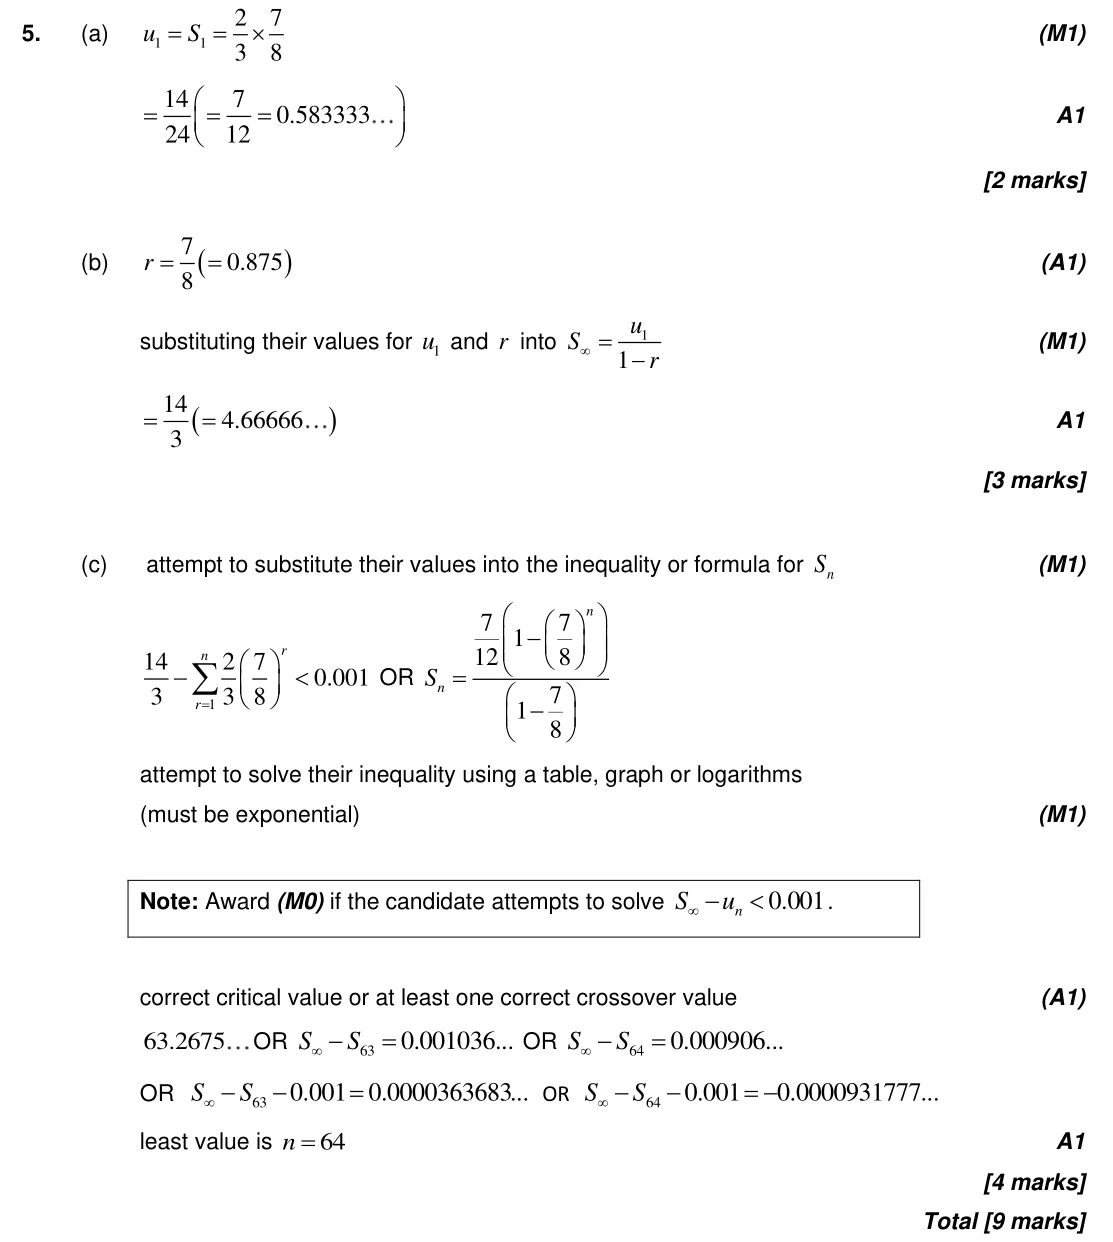 5. (a) u₁ = S₁ = 2/3 × 7/8 (M1)
= 14/24 (= 7/12 = 0.583333…) A1
[2 marks]
(b) r = 7/8 (= 0.875) (A1)
substituting their values for u₁ and r into S∞ = u₁/(1 − r) (M1)
= 14/3 (= 4.66666…) A1
[3 marks]
(c) attempt to substitute their values into the inequality or formula for Sₙ (M1)
14/3 − ∑_{r=1}^{n} 2/3 (7/8)^r < 0.001 OR Sₙ = 7/12 (1 − (7/8)^n) / (1 − 7/8)
attempt to solve their inequality using a table, graph or logarithms
(must be exponential) (M1)
Note: Award (M0) if the candidate attempts to solve S∞ − uₙ < 0.001.
correct critical value or at least one correct crossover value (A1)
63.2675… OR S∞ − S₆₃ = 0.001036... OR S∞ − S₆₄ = 0.000906...
OR S∞ − S₆₃ − 0.001 = 0.0000363683... OR S∞ − S₆₄ − 0.001 = −0.0000931777...
least value is n = 64 A1
[4 marks]
Total [9 marks]